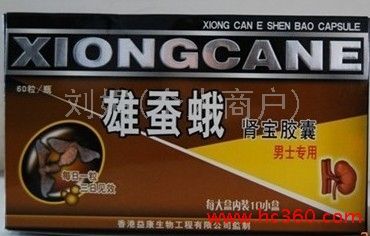 XIONG CAN E SHEN BAO CAPSULE
XIONGCANE
60粒/瓶
雄蚕蛾
肾宝胶囊
男士专用
每日一粒
三日见效
每大盒内装10小盒
香港益康生物工程有限公司监制
www.hc360.com